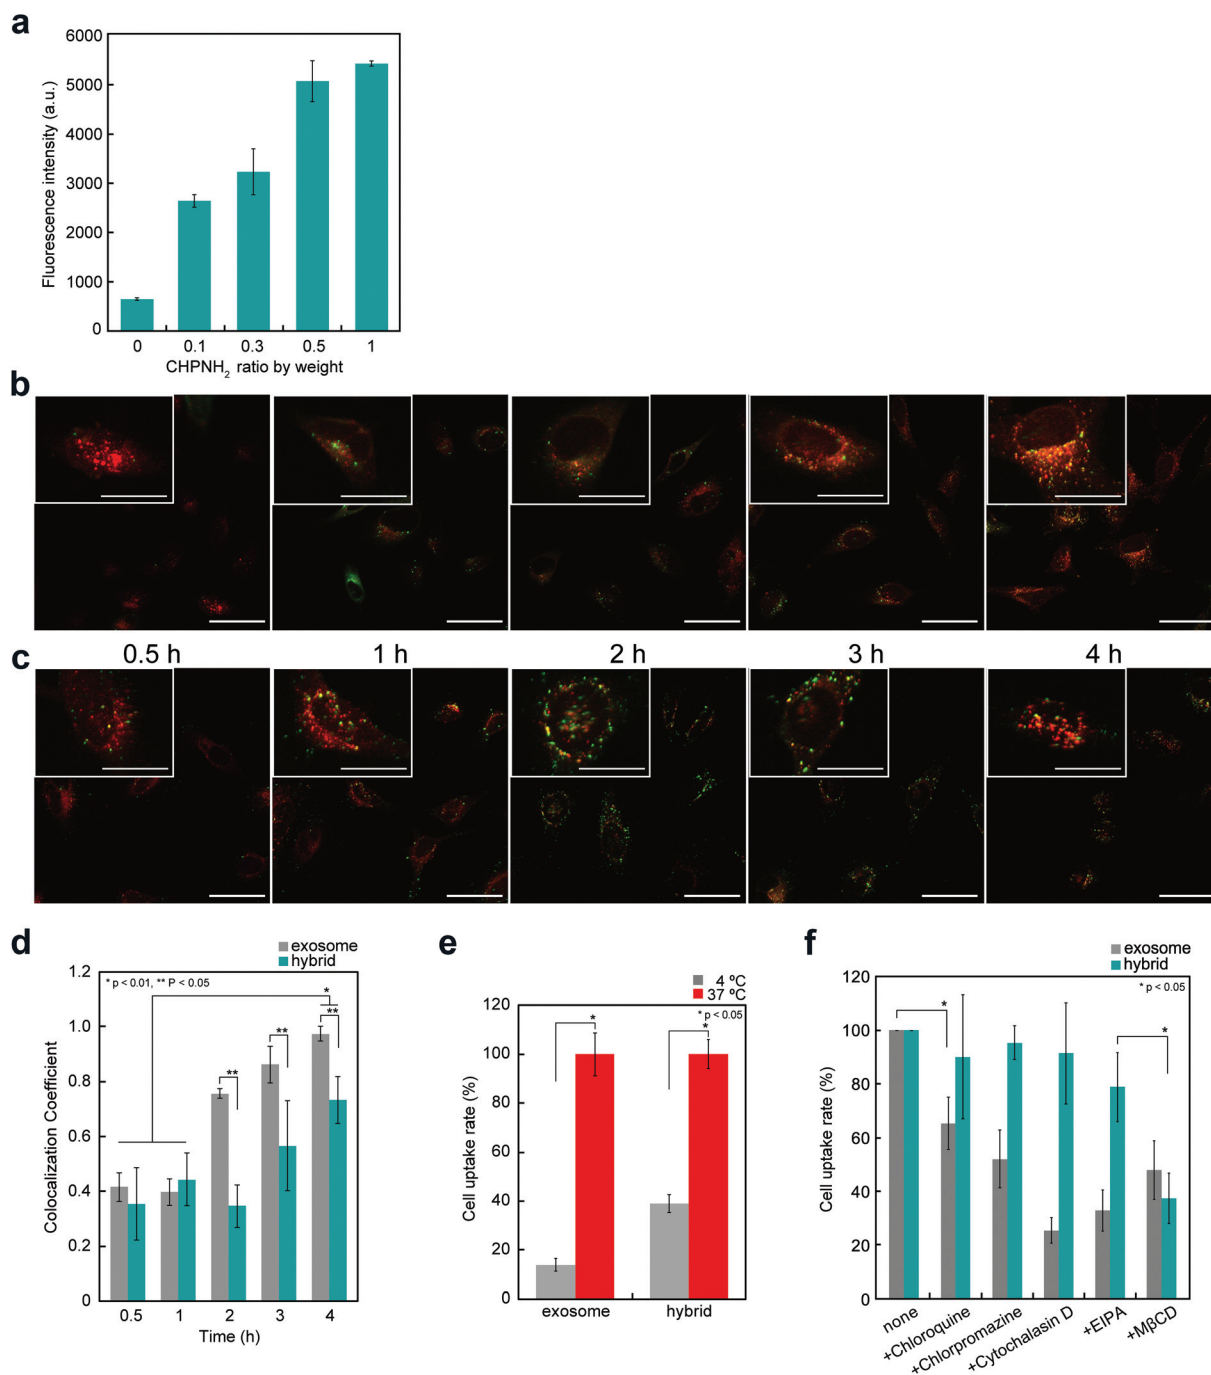 a
6000
5000
4000
3000
2000
1000
0
Fluorescence intensity (a.u.)
0 0.1 0.3 0.5 1
CHPNH2 ratio by weight
b
c
0.5 h 1 h 2 h 3 h 4 h
d
exosome
hybrid
* p < 0.01, ** P < 0.05
1.2
1.0
0.8
0.6
0.4
0.2
0
Colocalization Coefficient
*
**
**
**
0.5 1 2 3 4
Time (h)
e
4 ºC
37 ºC
* p < 0.05
120
100
80
60
40
20
0
Cell uptake rate (%)
*
*
exosome hybrid
f
exosome
hybrid
* p < 0.05
120
100
80
60
40
20
0
Cell uptake rate (%)
*
*
none
+Chloroquine
+Chlorpromazine
+Cytochalasin D
+EIPA
+MβCD